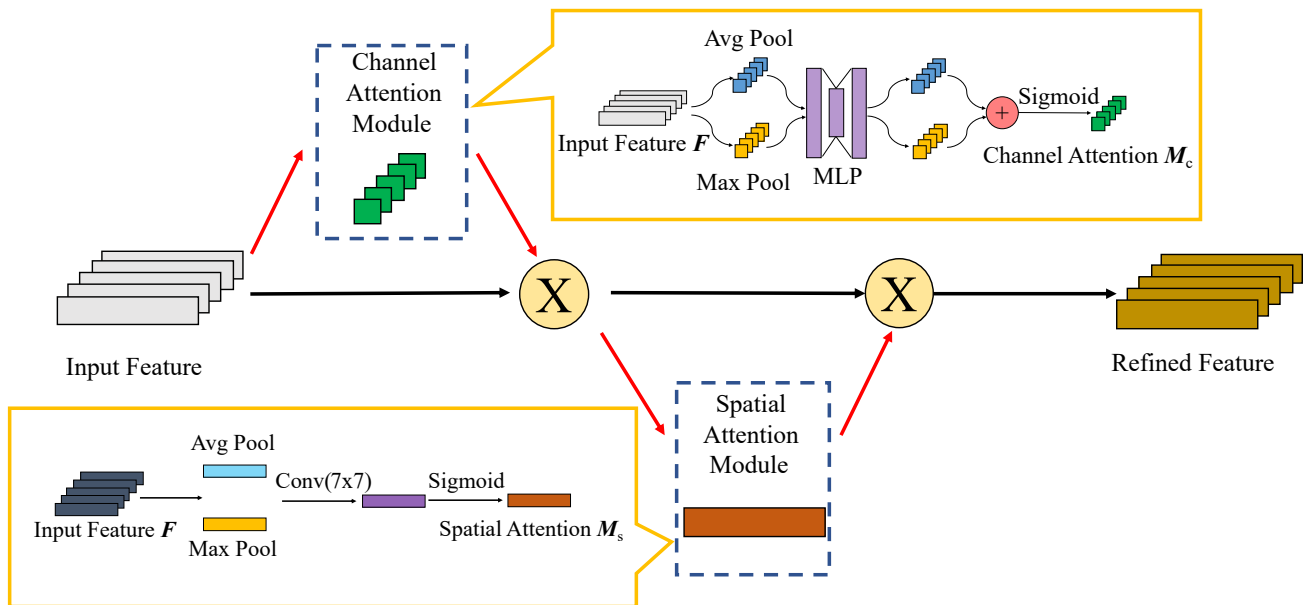 Channel
Attention
Module
Avg Pool
Input Feature F
Max Pool
MLP
+
Sigmoid
Channel Attention Mc
Input Feature
X
X
Refined Feature
Spatial
Attention
Module
Avg Pool
Input Feature F
Max Pool
Conv(7x7)
Sigmoid
Spatial Attention Ms